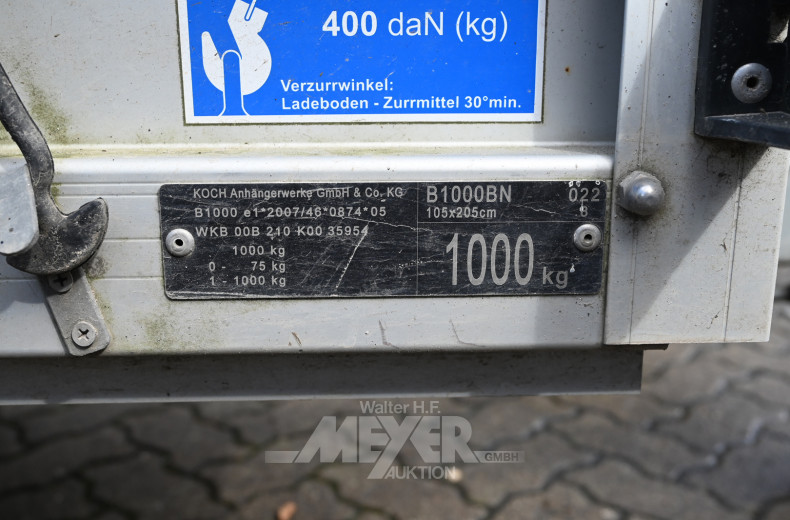 400 daN (kg)
Verzurrwinkel:
Ladeboden - Zurrmittel 30°min.
KOCH Anhängerwerke GmbH & Co. KG
B1000 e1*2007/46*0874*05
WKB 00B 210 K00 35954
1000 kg
0 - 75 kg
1 - 1000 kg
B1000BN
105x205cm
022
1000 kg
Walter H.F.
MEYER
GMBH
AUKTION